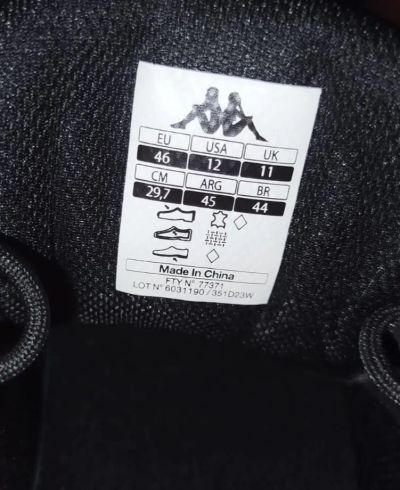 EU USA UK
46 12 11
CM ARG BR
29,7 45 44
Made In China
FTY N° 77371
LOT N° 6031190 / 351D23W